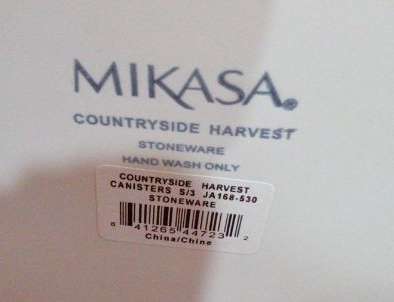 MIKASA®
COUNTRYSIDE HARVEST
STONEWARE
HAND WASH ONLY
COUNTRYSIDE HARVEST
CANISTERS S/3 JA168-530
STONEWARE
0 41265 44723 2
China/Chine